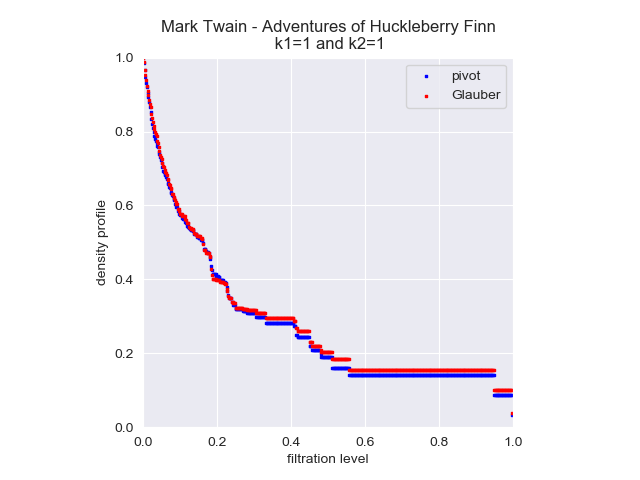 Mark Twain - Adventures of Huckleberry Finn
k1=1 and k2=1
pivot
Glauber
density profile
1.0
0.8
0.6
0.4
0.2
0.0
0.0 0.2 0.4 0.6 0.8 1.0
filtration level